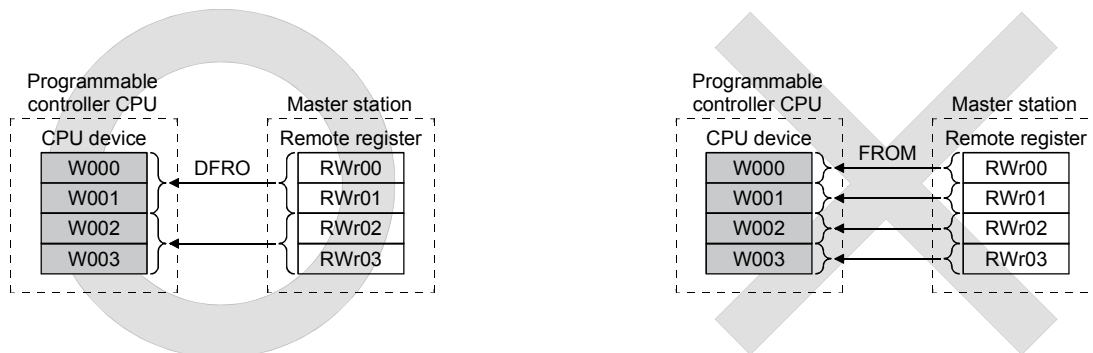 Programmable
controller CPU
Master station
CPU device
Remote register
W000
DFRO
RWr00
W001
RWr01
W002
RWr02
W003
RWr03
Programmable
controller CPU
Master station
CPU device
Remote register
FROM
W000
RWr00
W001
RWr01
W002
RWr02
W003
RWr03